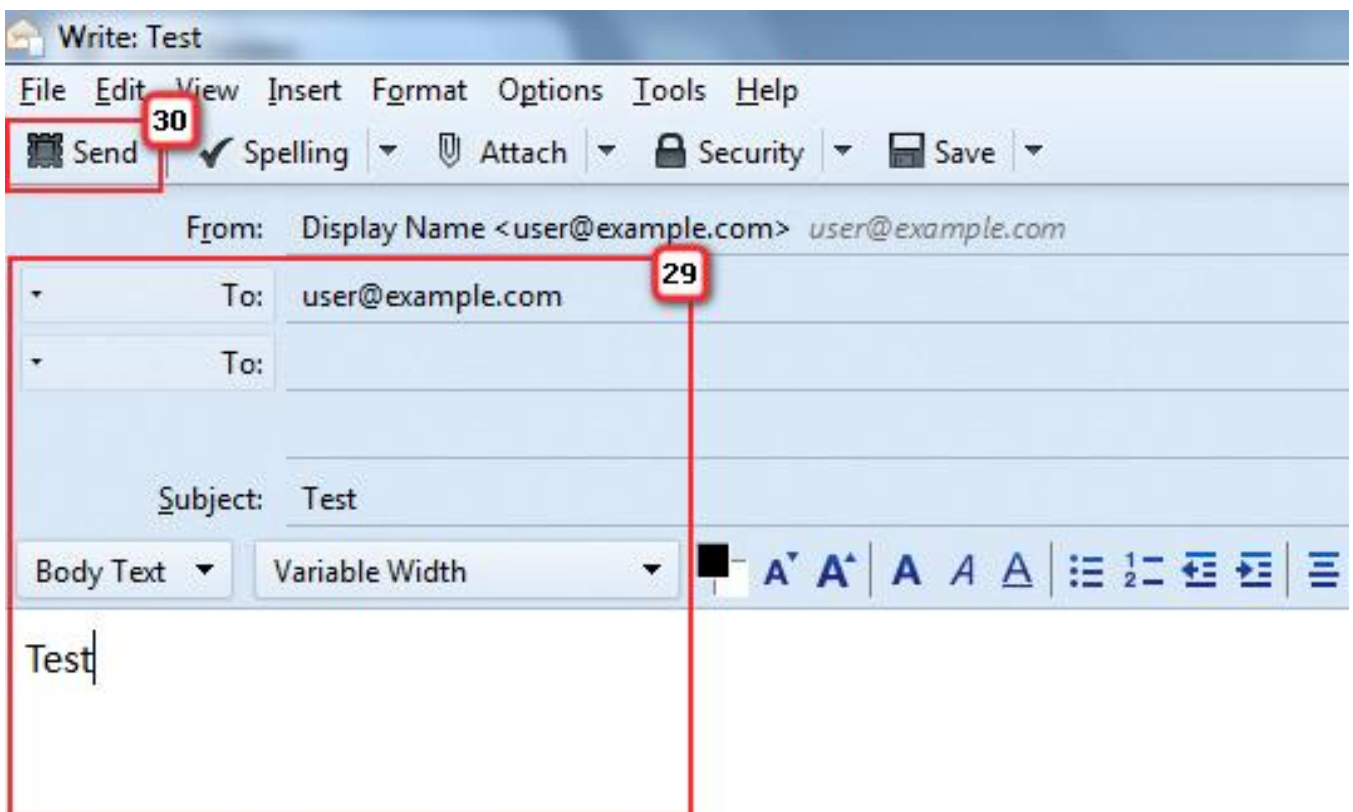 Write: Test
File Edit View Insert Format Options Tools Help
30
Send Spelling Attach Security Save
From: Display Name <user@example.com> user@example.com
29
To: user@example.com
To:
Subject: Test
Body Text Variable Width
Test